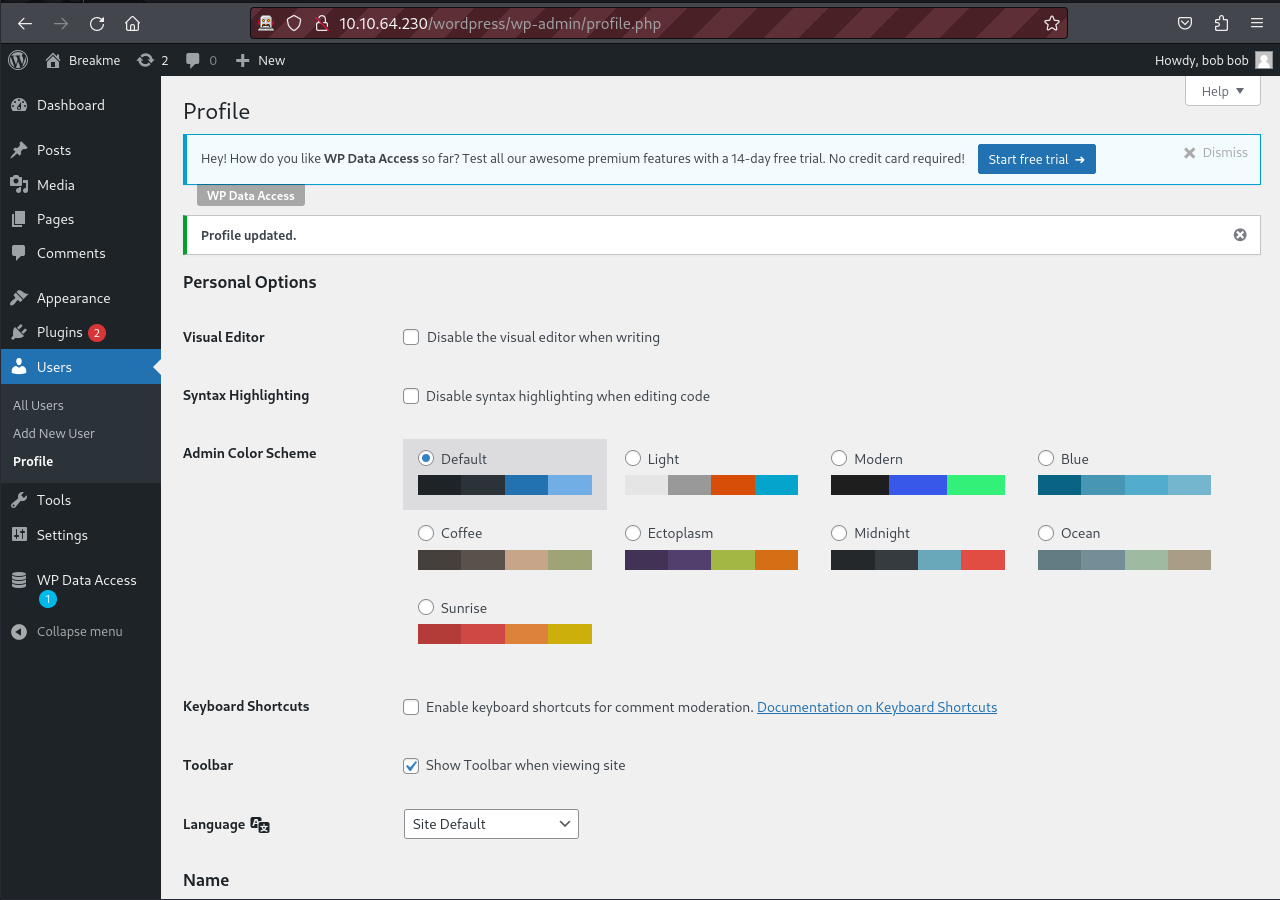 10.10.64.230/wordpress/wp-admin/profile.php
Breakme 2 0 New Howdy, bob bob
Help
Dashboard
Posts
Media
Pages
Comments
Appearance
Plugins 2
Users
All Users
Add New User
Profile
Tools
Settings
WP Data Access
1
Collapse menu
Profile
Hey! How do you like WP Data Access so far? Test all our awesome premium features with a 14-day free trial. No credit card required! Start free trial → Dismiss
WP Data Access
Profile updated.
Personal Options
Visual Editor Disable the visual editor when writing
Syntax Highlighting Disable syntax highlighting when editing code
Admin Color Scheme Default Light Modern Blue
Coffee Ectoplasm Midnight Ocean
Sunrise
Keyboard Shortcuts Enable keyboard shortcuts for comment moderation. Documentation on Keyboard Shortcuts
Toolbar Show Toolbar when viewing site
Language Site Default
Name